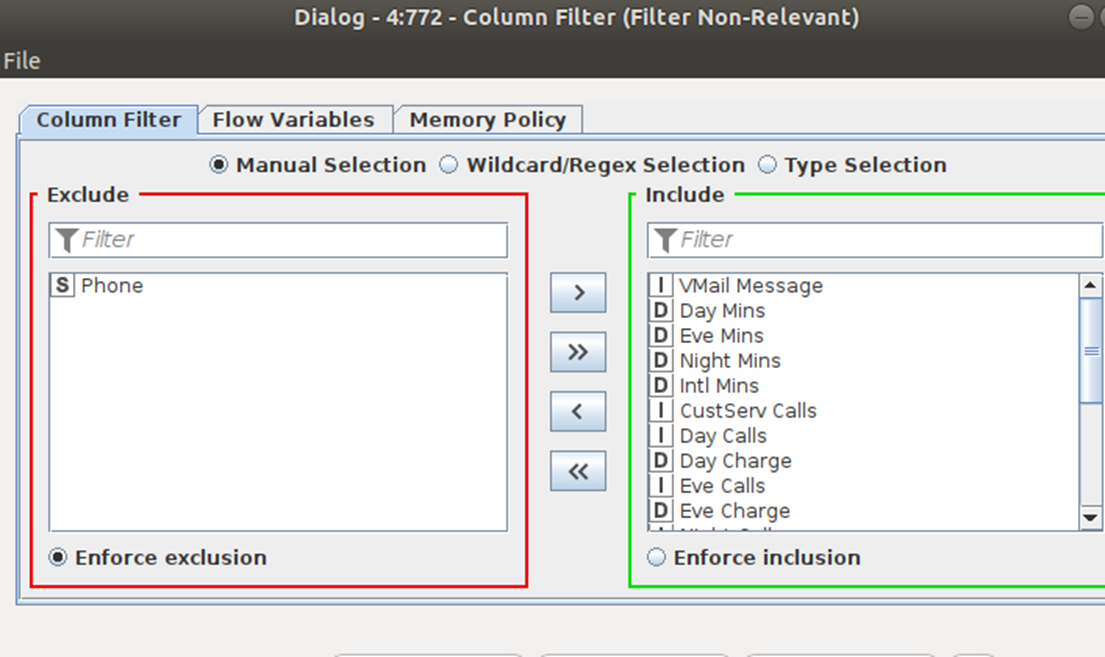 Dialog - 4:772 - Column Filter (Filter Non-Relevant)
File
Column Filter Flow Variables Memory Policy
Manual Selection Wildcard/Regex Selection Type Selection
Exclude
Filter
S Phone
Enforce exclusion
>
>>
<
<<
Include
Filter
I VMail Message
D Day Mins
D Eve Mins
D Night Mins
D Intl Mins
I CustServ Calls
I Day Calls
D Day Charge
I Eve Calls
D Eve Charge
Enforce inclusion